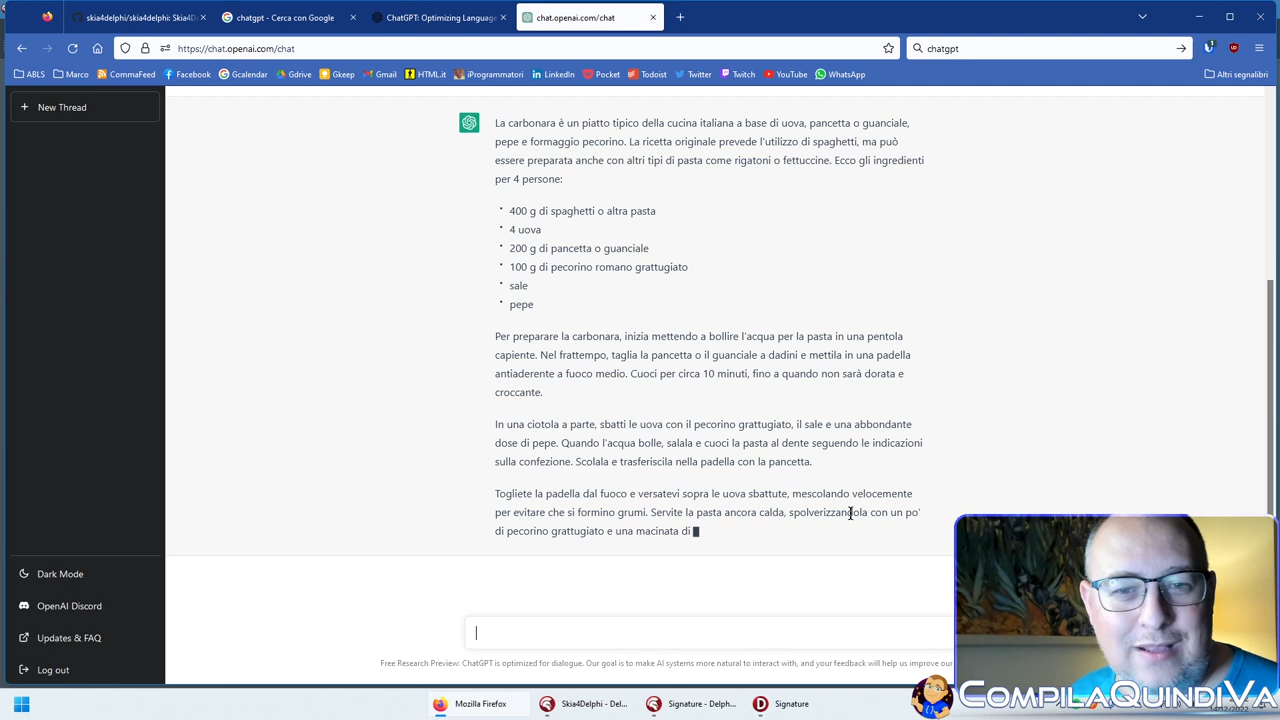 skia4delphi/skia4delphi: Skia4D
chatgpt - Cerca con Google
ChatGPT: Optimizing Language
chat.openai.com/chat
https://chat.openai.com/chat
chatgpt
ABLS
Marco
CommaFeed
Facebook
Gcalendar
Gdrive
Gkeep
Gmail
HTML.it
iProgrammatori
LinkedIn
Pocket
Todoist
Twitter
Twitch
YouTube
WhatsApp
Altri segnalibri
New Thread
La carbonara è un piatto tipico della cucina italiana a base di uova, pancetta o guanciale,
pepe e formaggio pecorino. La ricetta originale prevede l'utilizzo di spaghetti, ma può
essere preparata anche con altri tipi di pasta come rigatoni o fettuccine. Ecco gli ingredienti
per 4 persone:
• 400 g di spaghetti o altra pasta
• 4 uova
• 200 g di pancetta o guanciale
• 100 g di pecorino romano grattugiato
• sale
• pepe
Per preparare la carbonara, inizia mettendo a bollire l'acqua per la pasta in una pentola
capiente. Nel frattempo, taglia la pancetta o il guanciale a dadini e mettila in una padella
antiaderente a fuoco medio. Cuoci per circa 10 minuti, fino a quando non sarà dorata e
croccante.
In una ciotola a parte, sbatti le uova con il pecorino grattugiato, il sale e una abbondante
dose di pepe. Quando l'acqua bolle, salala e cuoci la pasta al dente seguendo le indicazioni
sulla confezione. Scolala e trasferiscila nella padella con la pancetta.
Togliete la padella dal fuoco e versatevi sopra le uova sbattute, mescolando velocemente
per evitare che si formino grumi. Servite la pasta ancora calda, spolverizzandola con un po'
di pecorino grattugiato e una macinata di
Dark Mode
OpenAI Discord
Updates & FAQ
Log out
Free Research Preview: ChatGPT is optimized for dialogue. Our goal is to make AI systems more natural to interact with, and your feedback will help us improve our
Mozilla Firefox
Skia4Delphi - Del...
Signature - Delph...
Signature
COMPILAQUINDIVA
14/12/2022